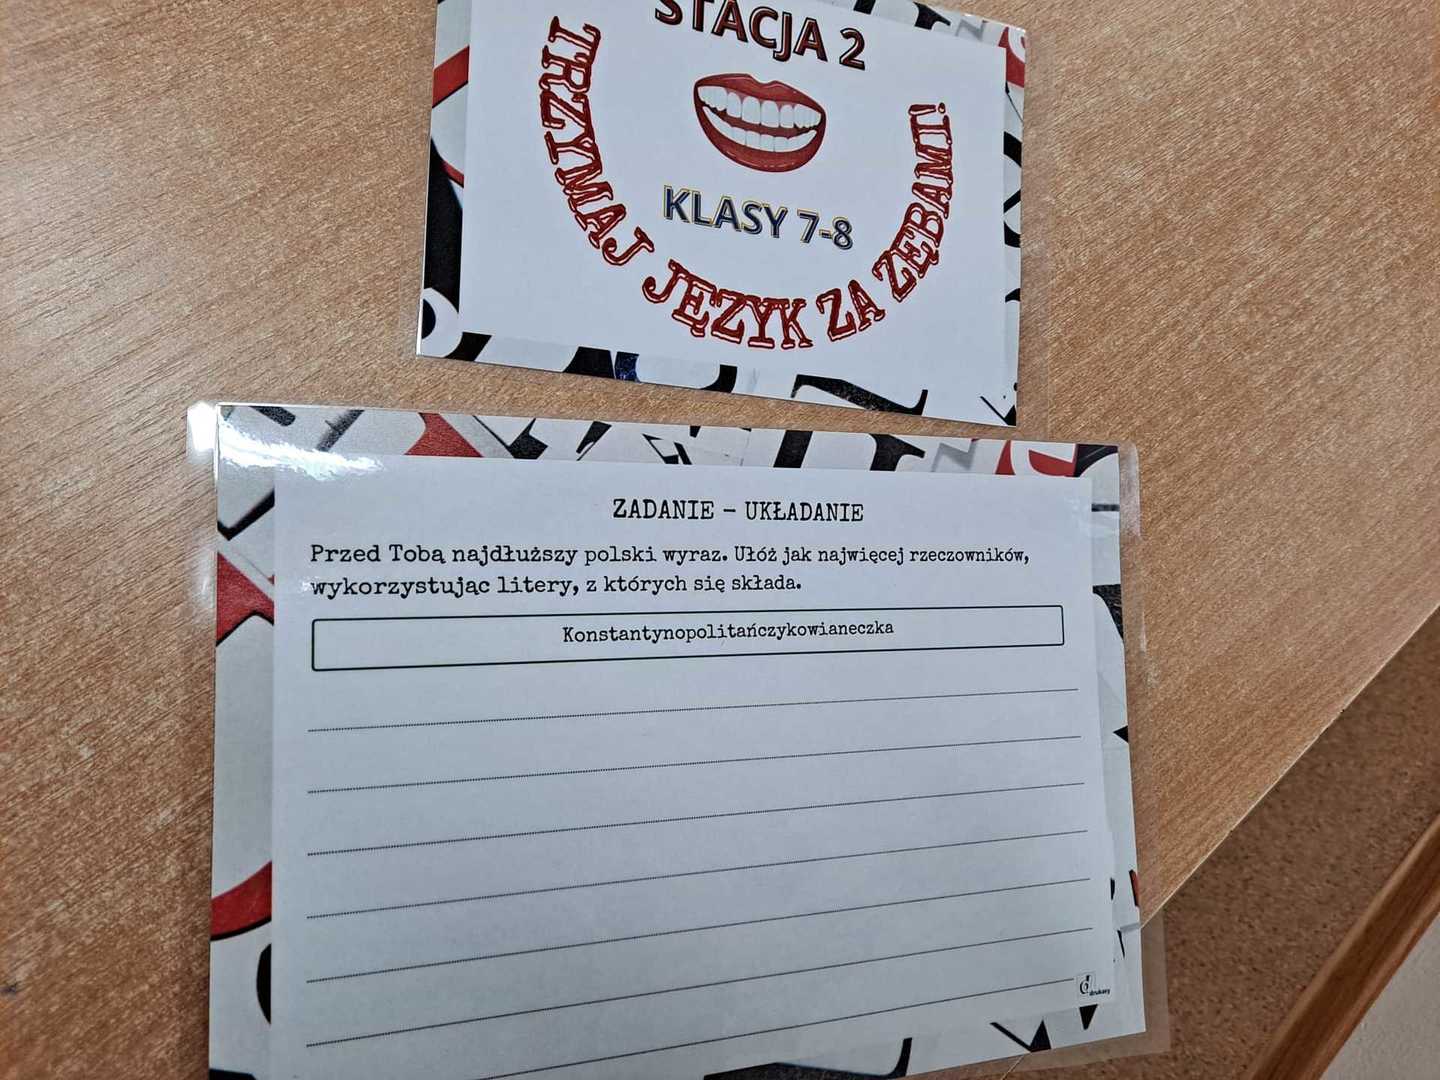 STACJA 2
TRZYMAJ JĘZYK ZA ZĘBAMI!
KLASY 7-8
ZADANIE - UKŁADANIE
Przed Tobą najdłuższy polski wyraz. Ułóż jak najwięcej rzeczowników,
wykorzystując litery, z których się składa.
Konstantynopolitańczykowianeczka
drukasy